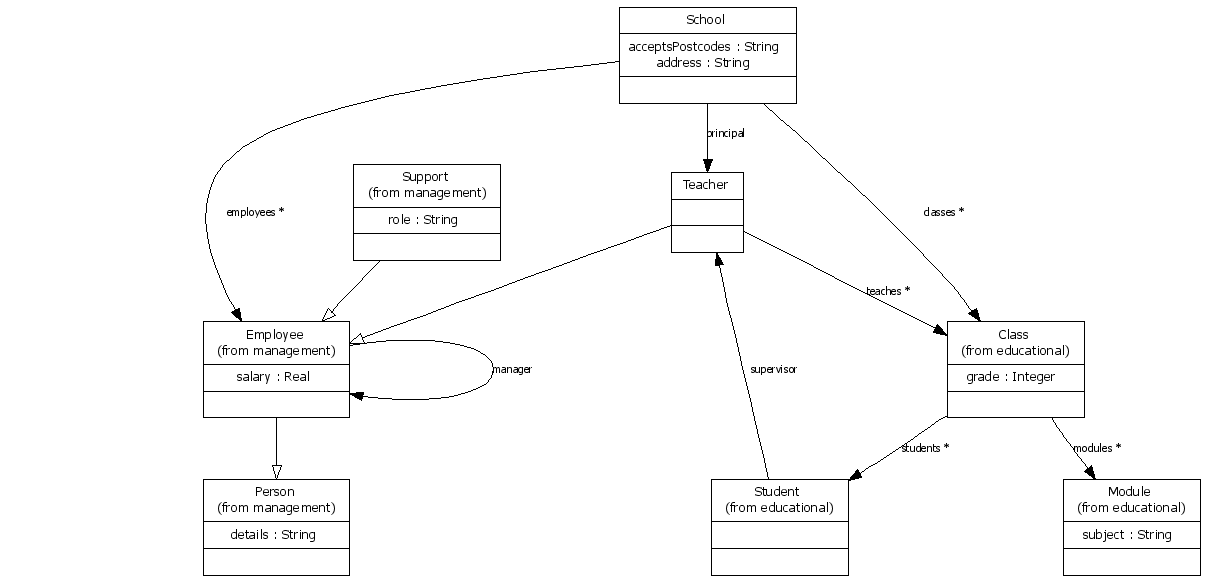 School
acceptsPostcodes : String
address : String
principal
Support
(from management)
role : String
Teacher
employees *
classes *
teaches *
Employee
(from management)
salary : Real
manager
supervisor
Class
(from educational)
grade : Integer
students *
modules *
Person
(from management)
details : String
Student
(from educational)
Module
(from educational)
subject : String